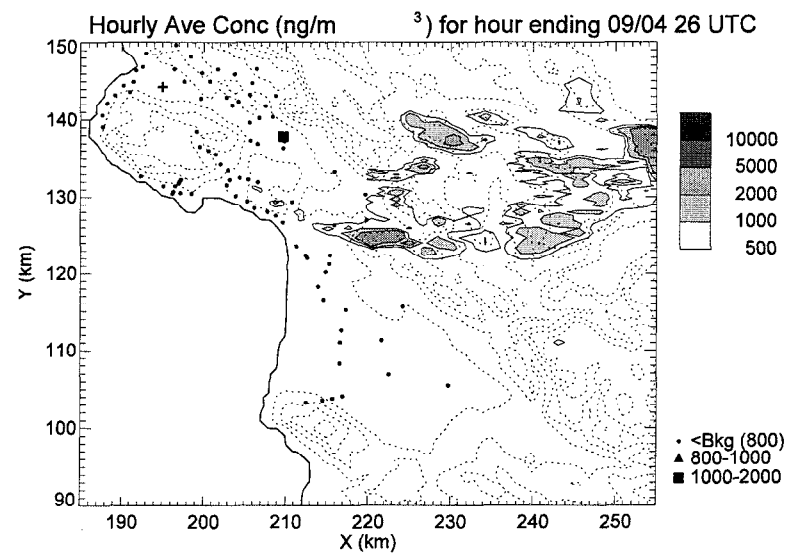 Hourly Ave Conc (ng/m 3) for hour ending 09/04 26 UTC
150
140
130
120
110
100
90
Y (km)
190 200 210 220 230 240 250
X (km)
10000
5000
2000
1000
500
<Bkg (800)
800-1000
1000-2000